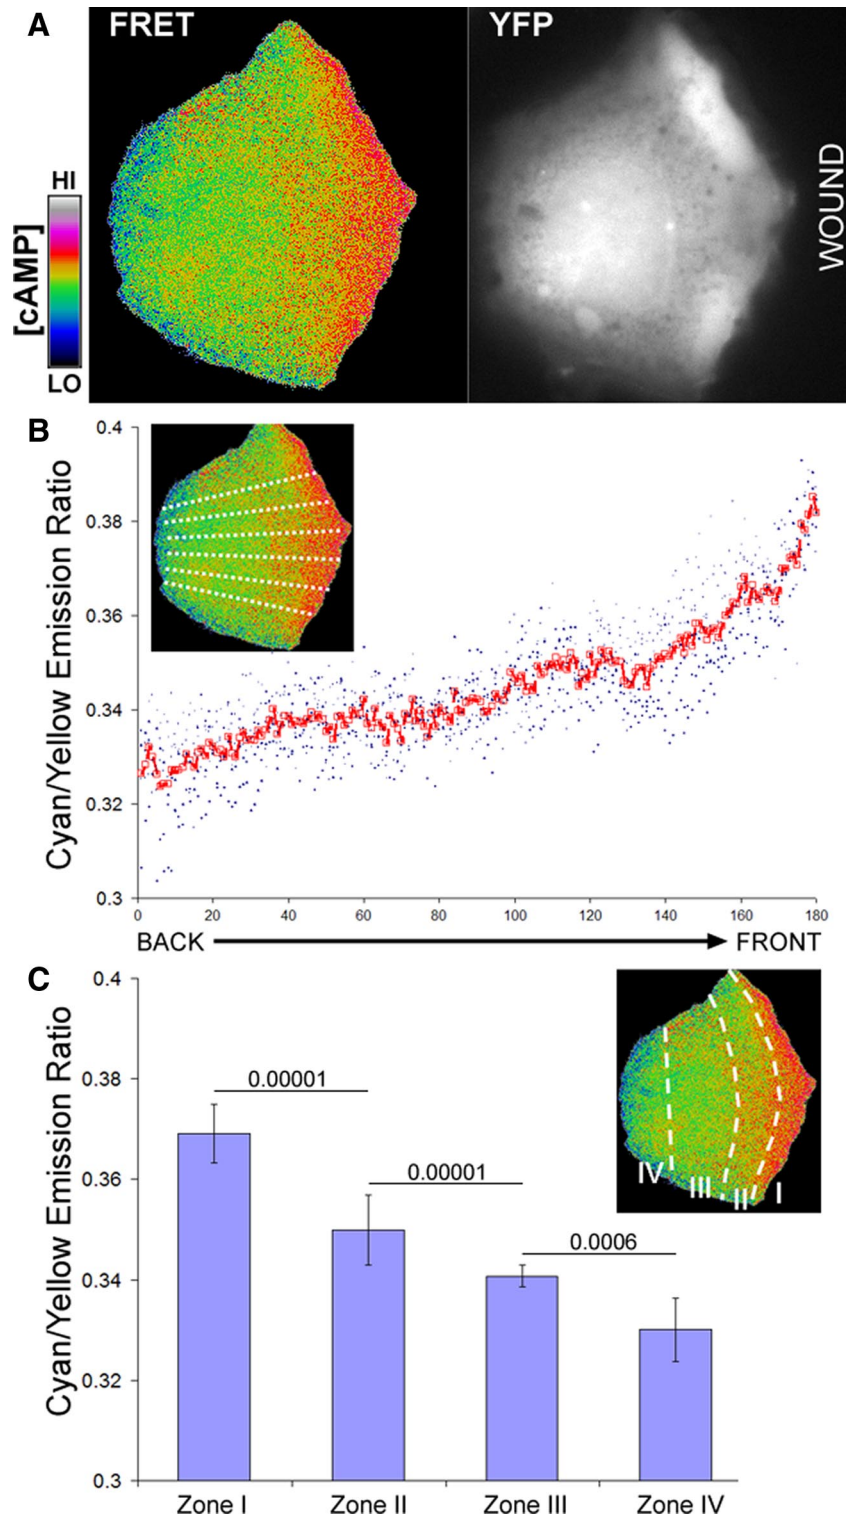 A
FRET
YFP
WOUND
HI
[cAMP]
LO
B
Cyan/Yellow Emission Ratio
0.4
0.38
0.36
0.34
0.32
0.3
0
20
40
60
80
100
120
140
160
180
BACK
FRONT
C
Cyan/Yellow Emission Ratio
0.4
0.38
0.36
0.34
0.32
0.3
0.00001
0.00001
0.0006
IV
III
II
I
Zone I
Zone II
Zone III
Zone IV